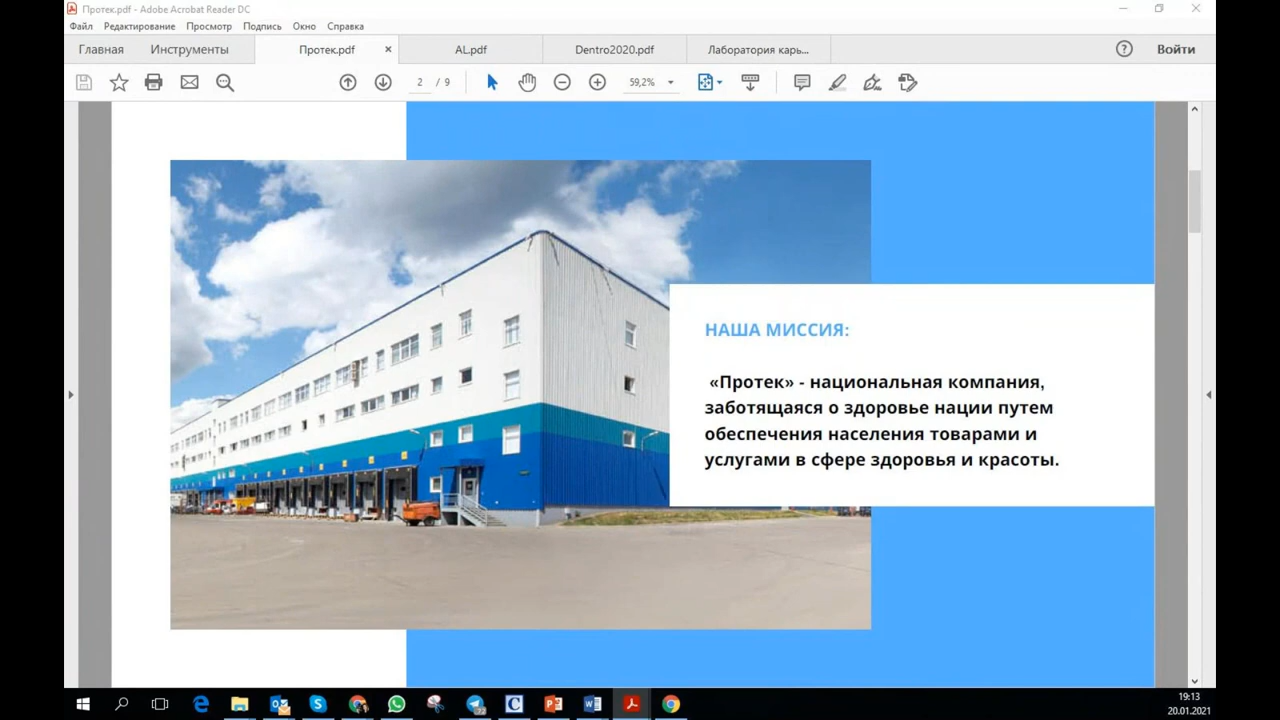 Протек.pdf - Adobe Acrobat Reader DC
Файл Редактирование Просмотр Подпись Окно Справка
Главная Инструменты Протек.pdf AL.pdf Dentro2020.pdf Лаборатория карь... Войти
2 / 9 59,2%
НАША МИССИЯ:
«Протек» - национальная компания,
заботящаяся о здоровье нации путем
обеспечения населения товарами и
услугами в сфере здоровья и красоты.
19:13
20.01.2021